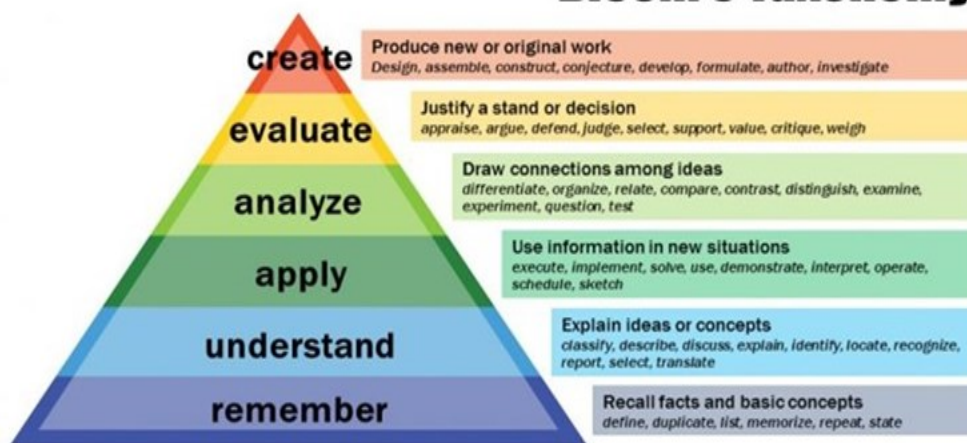 Bloom's Taxonomy
create
Produce new or original work
Design, assemble, construct, conjecture, develop, formulate, author, investigate
evaluate
Justify a stand or decision
appraise, argue, defend, judge, select, support, value, critique, weigh
analyze
Draw connections among ideas
differentiate, organize, relate, compare, contrast, distinguish, examine,
experiment, question, test
apply
Use information in new situations
execute, implement, solve, use, demonstrate, interpret, operate,
schedule, sketch
understand
Explain ideas or concepts
classify, describe, discuss, explain, identify, locate, recognize,
report, select, translate
remember
Recall facts and basic concepts
define, duplicate, list, memorize, repeat, state